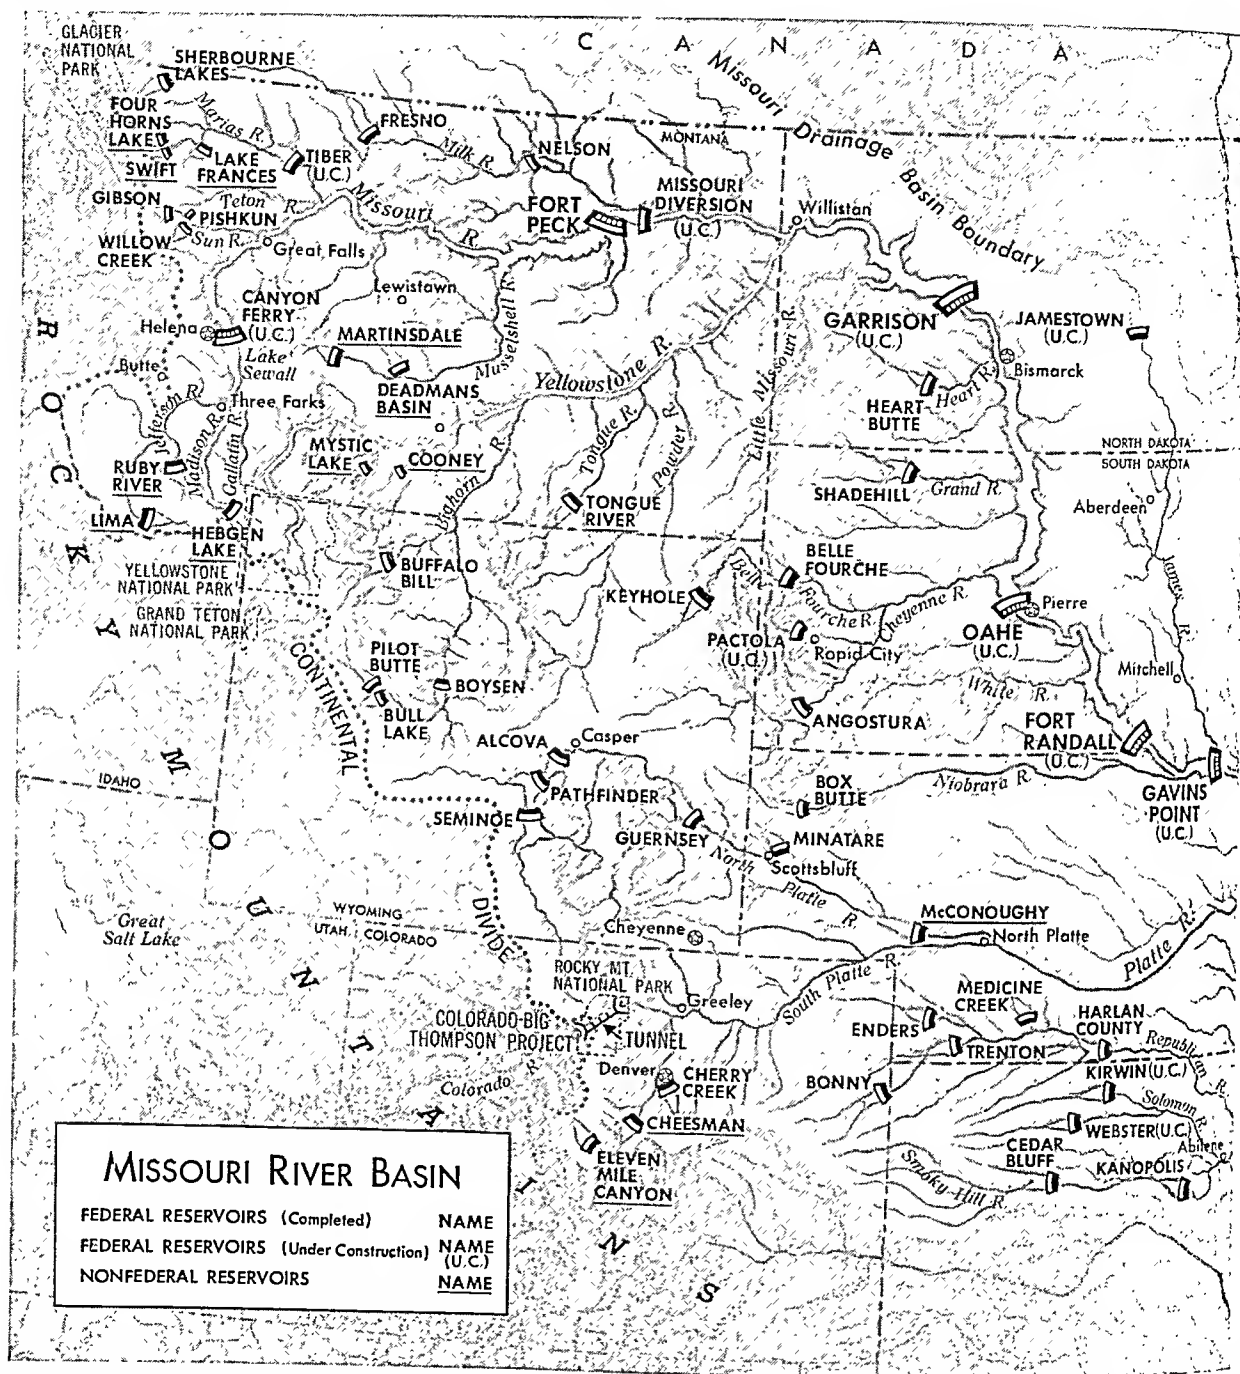 GLACIER
NATIONAL
PARK
SHERBOURNE
LAKES
C A N A D A
Missouri
Drainage
Basin Boundary
FOUR
HORNS
LAKE
Marias R.
FRESNO
SWIFT
LAKE
FRANCES
TIBER
(U.C.)
Milk R.
NELSON
MONTANA
GIBSON
PISHKUN
Teton R.
Missouri
R.
FORT
PECK
MISSOURI
DIVERSION
(U.C.)
Willistan
WILLOW
CREEK
Sun R.
Great Falls
Lewistawn
CANYON
FERRY
(U.C.)
Helena
MARTINSDALE
Musselshell R.
Lake
Sewall
DEADMANS
BASIN
Yellowstone R.
Little Missouri R.
GARRISON
(U.C.)
JAMESTOWN
(U.C.)
Bismarck
HEART
BUTTE
Heart R.
Butte
Jefferson R.
Three Farks
Madison R.
Gallatin R.
RUBY
RIVER
MYSTIC
LAKE
COONEY
Bighorn R.
Tongue R.
Powder R.
NORTH DAKOTA
SOUTH DAKOTA
SHADEHILL
Grand R.
Aberdeen
LIMA
HEBGEN
LAKE
TONGUE
RIVER
YELLOWSTONE
NATIONAL PARK
GRAND TETON
NATIONAL PARK
BUFFALO
BILL
KEYHOLE
BELLE
FOURCHE
Belle
Fourche R.
Cheyenne R.
James R.
OAHE
(U.C.)
Pierre
PACTOLA
(U.C.)
Rapid City
White R.
Mitchell
PILOT
BUTTE
BOYSEN
BULL
LAKE
ANGOSTURA
FORT
RANDALL
(U.C.)
CONTINENTAL
DIVIDE
ALCOVA
Casper
PATHFINDER
SEMINOE
BOX
BUTTE
Niobrara R.
GAVINS
POINT
(U.C.)
IDAHO
GUERNSEY
MINATARE
Scottsbluff
North
Platte R.
ROCKY MOUNTAINS
Great
Salt Lake
WYOMING
UTAH
COLORADO
Cheyenne
McCONOUGHY
North Platte
Platte R.
ROCKY MT.
NATIONAL PARK
Greeley
South Platte R.
MEDICINE
CREEK
COLORADO-BIG
THOMPSON PROJECT
TUNNEL
ENDERS
TRENTON
HARLAN
COUNTY
Republican R.
KIRWIN (U.C.)
Colorado R.
Denver
CHERRY
CREEK
BONNY
Solomon R.
WEBSTER (U.C.)
CHEESMAN
CEDAR
BLUFF
KANOPOLIS
Abilene
Smoky Hill R.
ELEVEN
MILE
CANYON
MISSOURI RIVER BASIN
FEDERAL RESERVOIRS (Completed) NAME
FEDERAL RESERVOIRS (Under Construction) NAME
(U.C.)
NONFEDERAL RESERVOIRS NAME